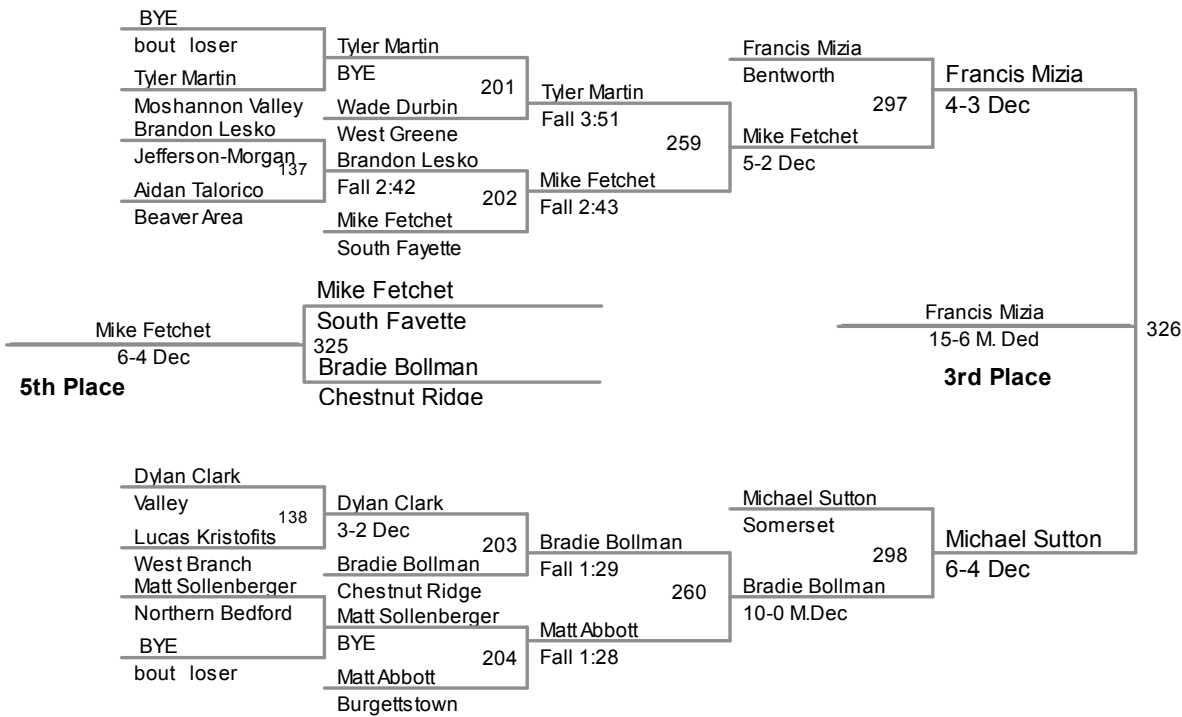 BYE
bout loser
Tyler Martin
Moshannon Valley
Brandon Lesko
Jefferson-Morgan
137
Aidan Talorico
Beaver Area
Tyler Martin
BYE
201
Wade Durbin
West Greene
Brandon Lesko
Fall 2:42
202
Mike Fetchet
South Fayette
Tyler Martin
Fall 3:51
259
Mike Fetchet
Fall 2:43
Francis Mizia
Bentworth
297
Mike Fetchet
5-2 Dec
Francis Mizia
4-3 Dec
Mike Fetchet
South Favette
325
Bradie Bollman
Chestnut Ridge
Mike Fetchet
6-4 Dec
5th Place
Francis Mizia
15-6 M. Ded
3rd Place
326
Dylan Clark
Valley
138
Lucas Kristofits
West Branch
Matt Sollenberger
Northern Bedford
BYE
bout loser
Dylan Clark
3-2 Dec
203
Bradie Bollman
Chestnut Ridge
Matt Sollenberger
BYE
204
Matt Abbott
Burgettstown
Bradie Bollman
Fall 1:29
260
Matt Abbott
Fall 1:28
Michael Sutton
Somerset
298
Bradie Bollman
10-0 M.Dec
Michael Sutton
6-4 Dec